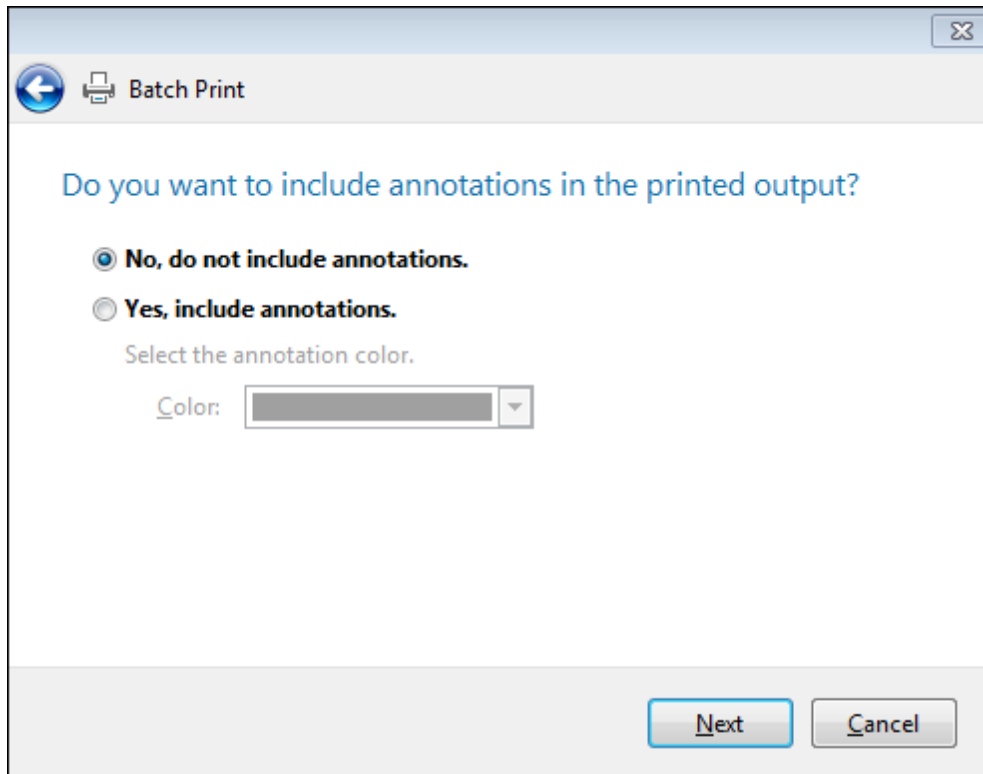 Batch Print
Do you want to include annotations in the printed output?
No, do not include annotations.
Yes, include annotations.
Select the annotation color.
Color:
Next Cancel